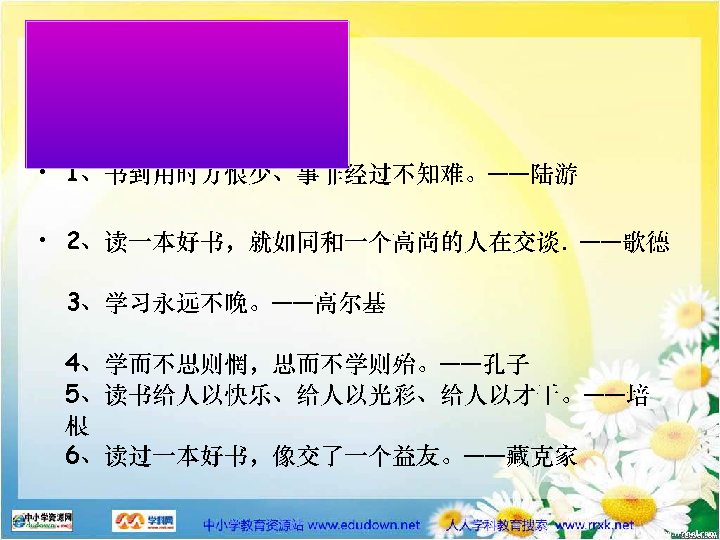 • 1、书到用时方恨少、事非经过不知难。——陆游
• 2、读一本好书，就如同和一个高尚的人在交谈. ——歌德
3、学习永远不晚。——高尔基
4、学而不思则惘，思而不学则殆。——孔子
5、读书给人以快乐、给人以光彩、给人以才干。——培
根
6、读过一本好书，像交了一个益友。——藏克家
中小学资源网 学科网 中小学教育资源站 www.edudown.net 人人学科教育搜索 www.rrxk.net